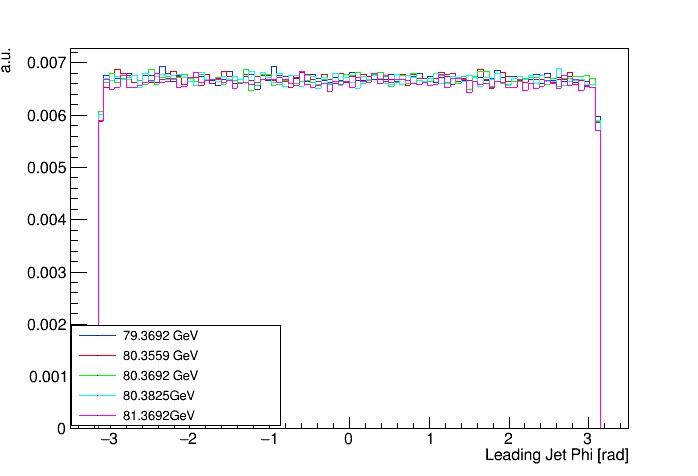 a.u.
0.007
0.006
0.005
0.004
0.003
0.002
0.001
0
79.3692 GeV
80.3559 GeV
80.3692 GeV
80.3825GeV
81.3692GeV
−3 −2 −1 0 1 2 3
Leading Jet Phi [rad]